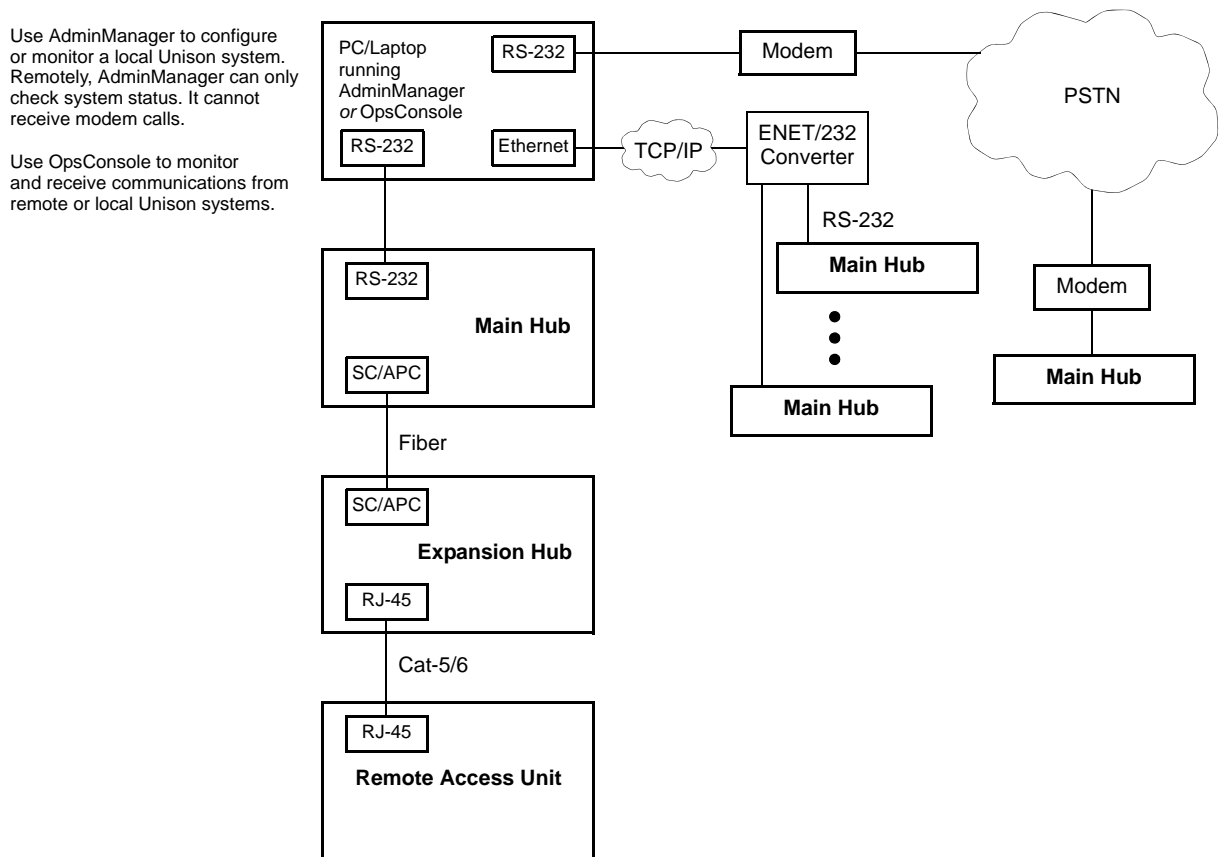 Use AdminManager to configure
or monitor a local Unison system.
Remotely, AdminManager can only
check system status. It cannot
receive modem calls.
Use OpsConsole to monitor
and receive communications from
remote or local Unison systems.
PC/Laptop
running
AdminManager
or OpsConsole
RS-232
RS-232
Ethernet
Modem
PSTN
TCP/IP
ENET/232
Converter
RS-232
Main Hub
Main Hub
Modem
Main Hub
RS-232
Main Hub
SC/APC
Fiber
SC/APC
Expansion Hub
RJ-45
Cat-5/6
RJ-45
Remote Access Unit